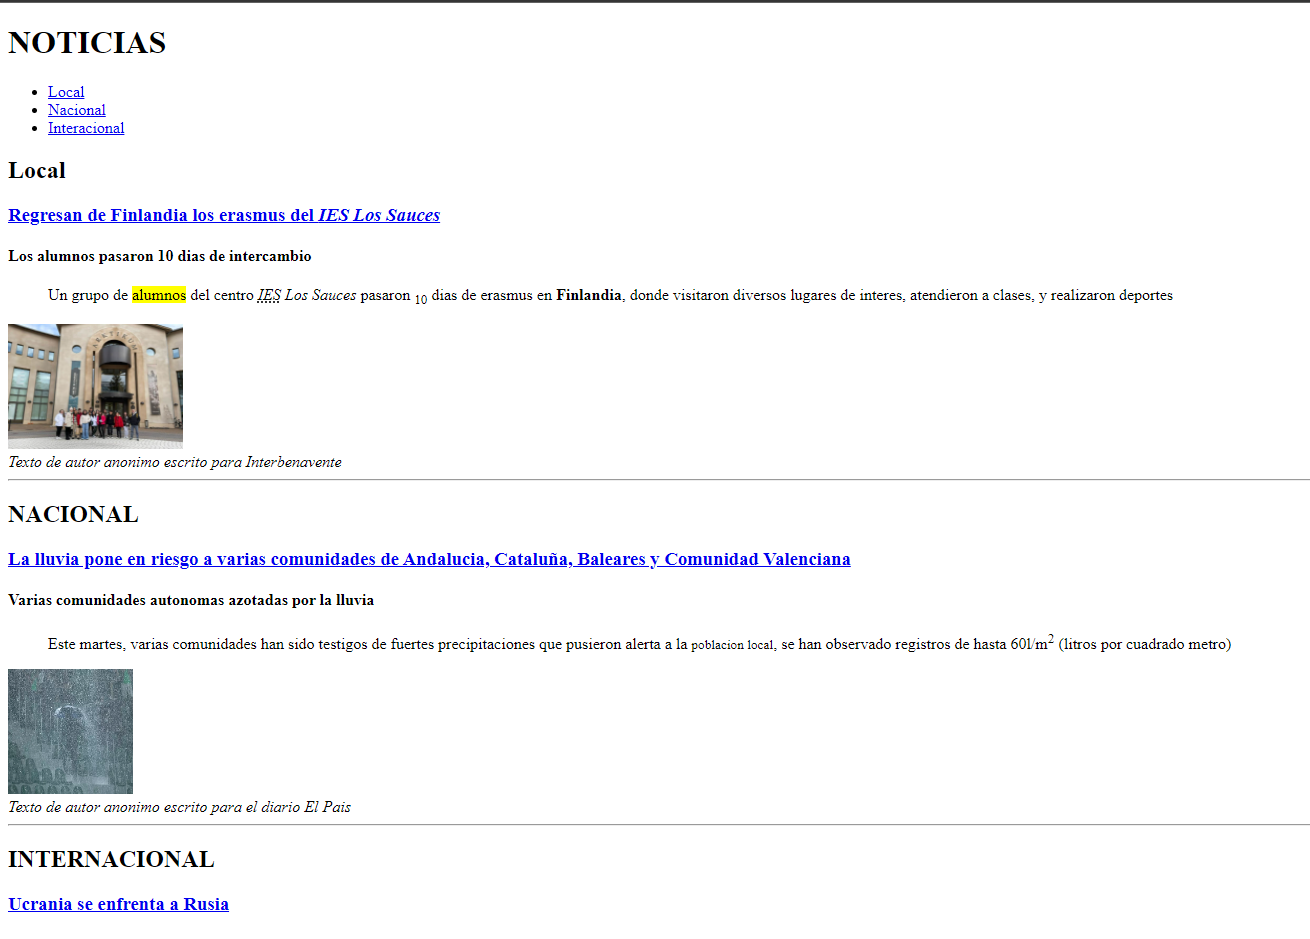 NOTICIAS
Local
Nacional
Interacional
Local
Regresan de Finlandia los erasmus del IES Los Sauces
Los alumnos pasaron 10 dias de intercambio
Un grupo de alumnos del centro IES Los Sauces pasaron 10 dias de erasmus en Finlandia, donde visitaron diversos lugares de interes, atendieron a clases, y realizaron deportes
Texto de autor anonimo escrito para Interbenavente
NACIONAL
La lluvia pone en riesgo a varias comunidades de Andalucia, Cataluña, Baleares y Comunidad Valenciana
Varias comunidades autonomas azotadas por la lluvia
Este martes, varias comunidades han sido testigos de fuertes precipitaciones que pusieron alerta a la poblacion local, se han observado registros de hasta 60l/m² (litros por cuadrado metro)
Texto de autor anonimo escrito para el diario El Pais
INTERNACIONAL
Ucrania se enfrenta a Rusia